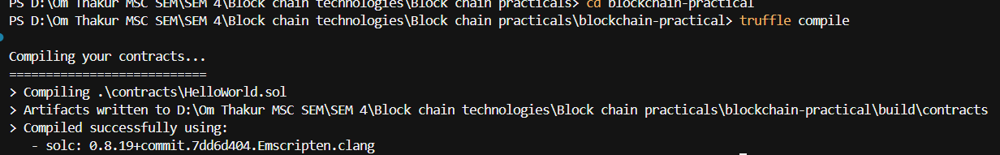 PS D:\Om Thakur MSC SEM\SEM 4\Block chain technologies\Block chain practicals> cd blockchain-practical
PS D:\Om Thakur MSC SEM\SEM 4\Block chain technologies\Block chain practicals\blockchain-practical> truffle compile
Compiling your contracts...
===========================
> Compiling .\contracts\HelloWorld.sol
> Artifacts written to D:\Om Thakur MSC SEM\SEM 4\Block chain technologies\Block chain practicals\blockchain-practical\build\contracts
> Compiled successfully using:
   - solc: 0.8.19+commit.7dd6d404.Emscripten.clang